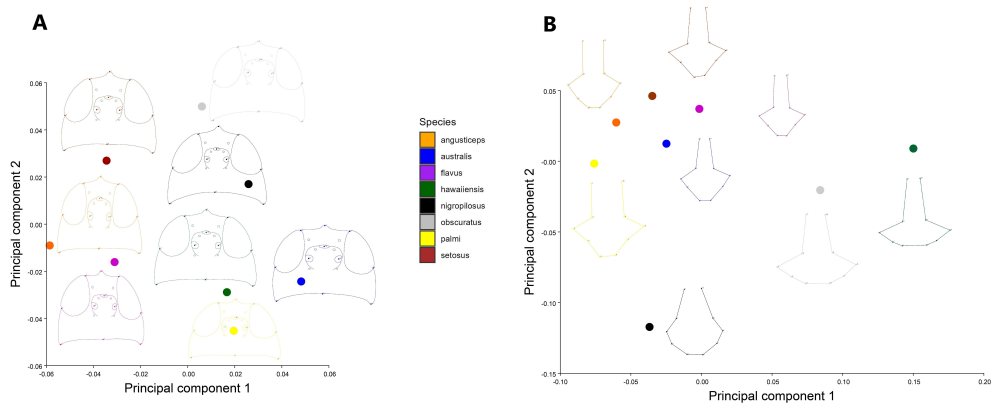 A
Principal component 2
0.06
0.04
0.02
0.00
-0.02
-0.04
-0.06
-0.06
-0.04
-0.02
0.00
0.02
0.04
0.06
Principal component 1
Species
angusticeps
australis
flavus
hawaiiensis
nigropilosus
obscuratus
palmi
setosus
B
Principal component 2
0.05
-0.00
-0.05
-0.10
-0.15
-0.10
-0.05
0.00
0.05
0.10
0.15
0.20
Principal component 1